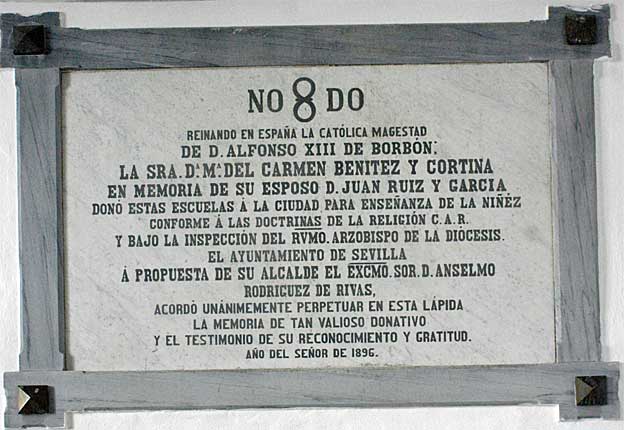 NO 8 DO
REINANDO EN ESPAÑA LA CATÓLICA MAGESTAD
DE D. ALFONSO XIII DE BORBÓN:
LA SRA. Dª. Mª. DEL CARMEN BENITEZ Y CORTINA
EN MEMORIA DE SU ESPOSO D. JUAN RUIZ Y GARCIA
DONÓ ESTAS ESCUELAS Á LA CIUDAD PARA ENSEÑANZA DE LA NIÑÉZ
CONFORME Á LAS DOCTRINAS DE LA RELIGIÓN C.A.R.
Y BAJO LA INSPECCIÓN DEL RVMO. ARZOBISPO DE LA DIÓCESIS.
EL AYUNTAMIENTO DE SEVILLA
Á PROPUESTA DE SU ALCALDE EL EXCMO. SOR. D. ANSELMO
RODRIGUEZ DE RIVAS,
ACORDÓ UNÁNIMEMENTE PERPETUAR EN ESTA LÁPIDA
LA MEMORIA DE TAN VALIOSO DONATIVO
Y EL TESTIMONIO DE SU RECONOCIMIENTO Y GRATITUD.
AÑO DEL SEÑOR DE 1896.